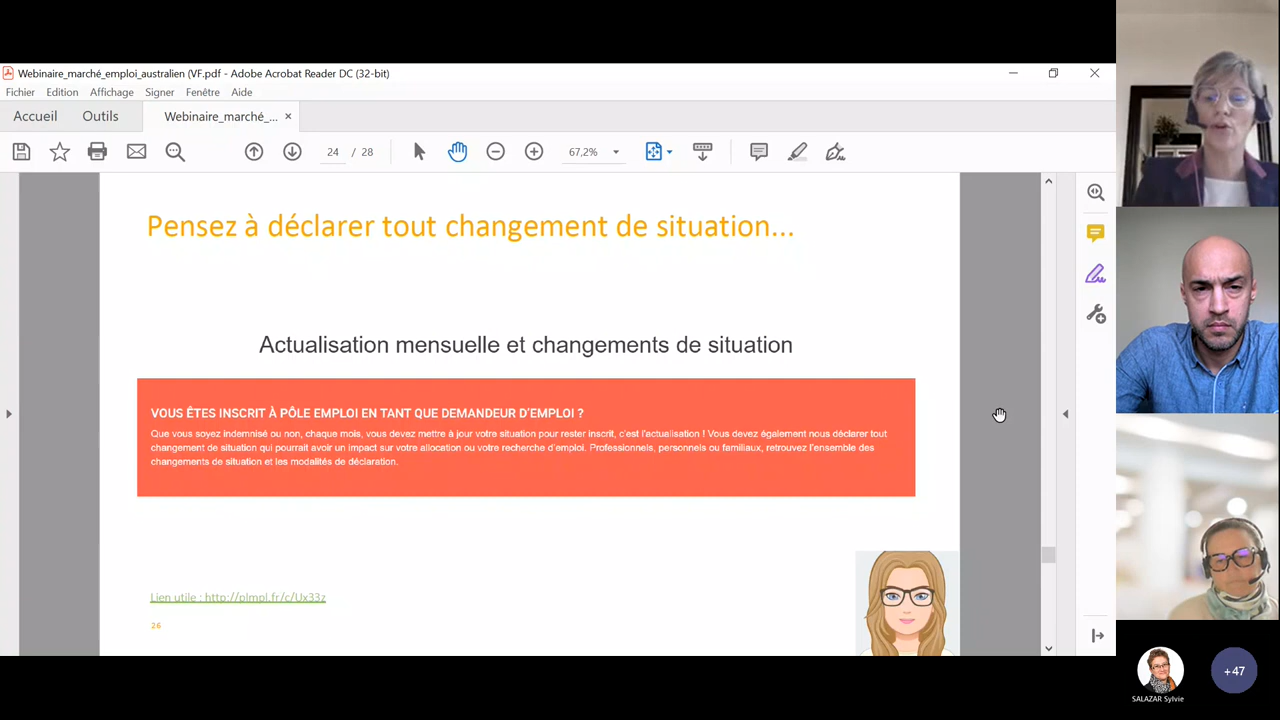 Webinaire_marché_emploi_australien (VF.pdf - Adobe Acrobat Reader DC (32-bit)
Fichier Edition Affichage Signer Fenêtre Aide
Accueil Outils Webinaire_marché_... ×
24 / 28 67,2%
Pensez à déclarer tout changement de situation...
Actualisation mensuelle et changements de situation
VOUS ÊTES INSCRIT À PÔLE EMPLOI EN TANT QUE DEMANDEUR D'EMPLOI ?
Que vous soyez indemnisé ou non, chaque mois, vous devez mettre à jour votre situation pour rester inscrit, c'est l'actualisation ! Vous devez également nous déclarer tout
changement de situation qui pourrait avoir un impact sur votre allocation ou votre recherche d'emploi. Professionnels, personnels ou familiaux, retrouvez l'ensemble des
changements de situation et les modalités de déclaration.
Lien utile : http://plmpl.fr/c/Ux33z
26
SALAZAR Sylvie
+47